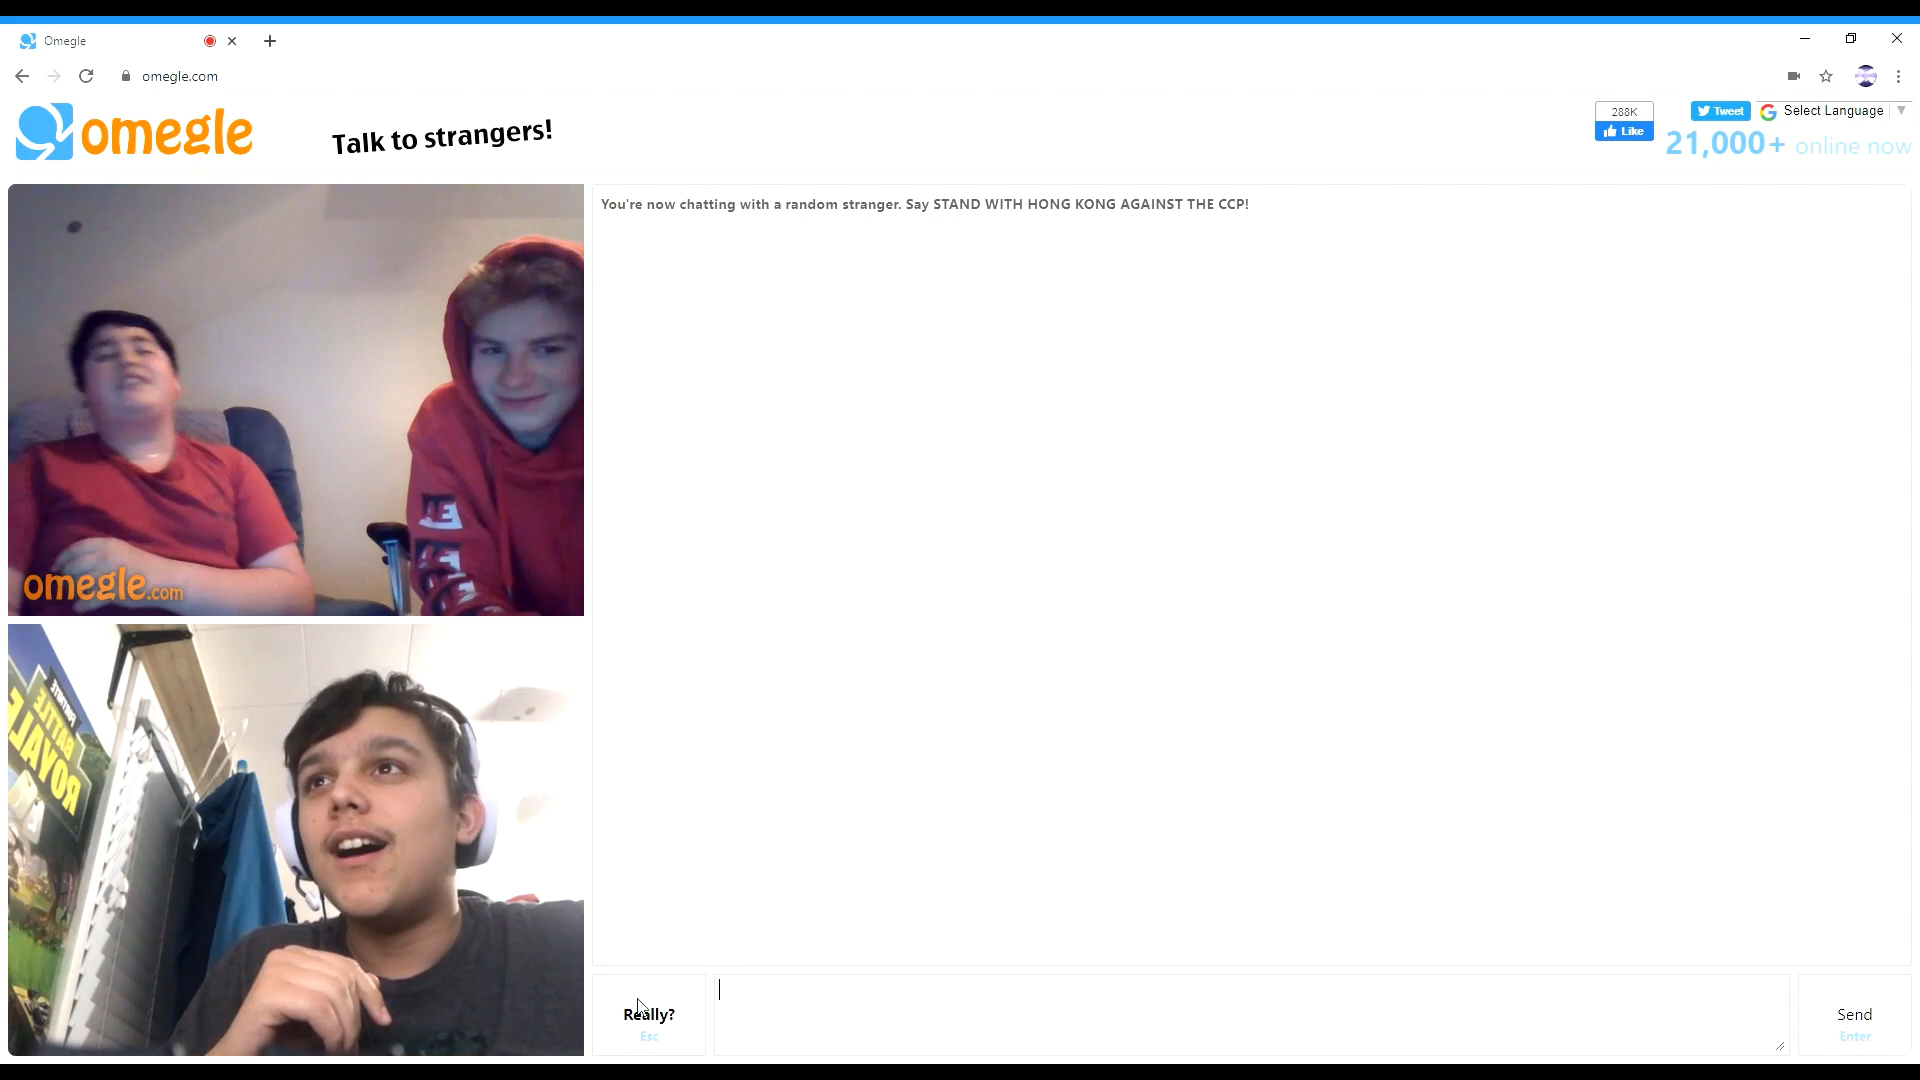 Omegle
omegle.com
omegle
Talk to strangers!
288K
Like
Tweet
Select Language
21,000+ online now
You're now chatting with a random stranger. Say STAND WITH HONG KONG AGAINST THE CCP!
omegle.com
FORTNITE
BATTLE
ROYALE
Really?
Esc
Send
Enter